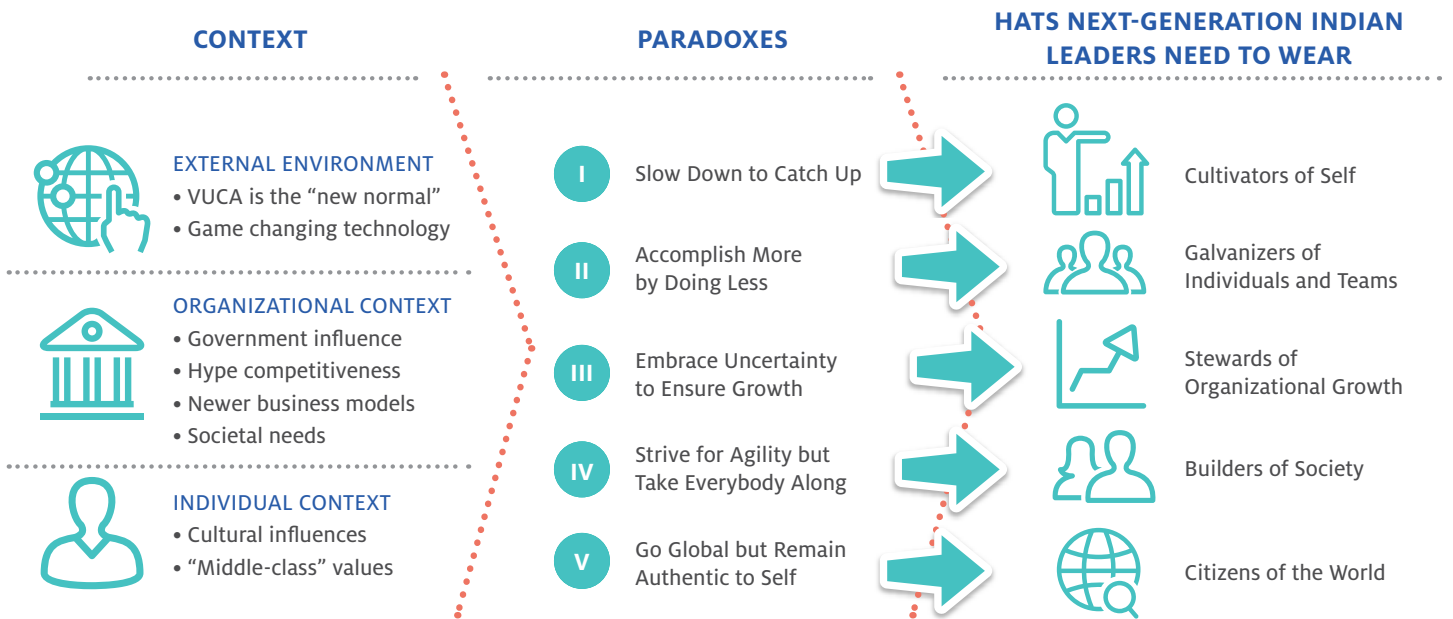 CONTEXT
EXTERNAL ENVIRONMENT
• VUCA is the “new normal”
• Game changing technology
ORGANIZATIONAL CONTEXT
• Government influence
• Hype competitiveness
• Newer business models
• Societal needs
INDIVIDUAL CONTEXT
• Cultural influences
• “Middle-class” values
PARADOXES
I
Slow Down to Catch Up
II
Accomplish More
by Doing Less
III
Embrace Uncertainty
to Ensure Growth
IV
Strive for Agility but
Take Everybody Along
V
Go Global but Remain
Authentic to Self
HATS NEXT-GENERATION INDIAN
LEADERS NEED TO WEAR
Cultivators of Self
Galvanizers of
Individuals and Teams
Stewards of
Organizational Growth
Builders of Society
Citizens of the World